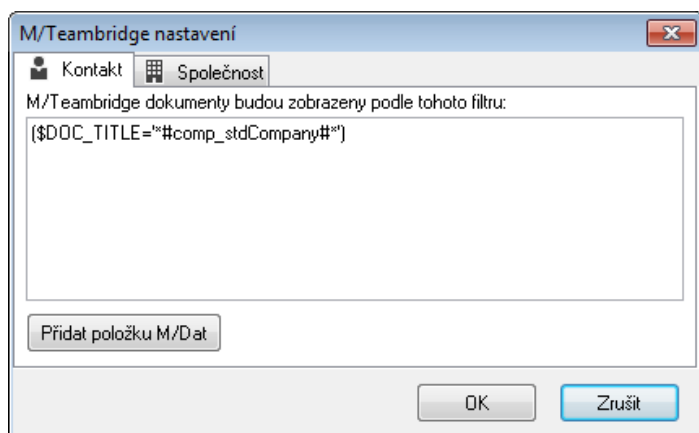 M/Teambridge nastavení
Kontakt Společnost
M/Teambridge dokumenty budou zobrazeny podle tohoto filtru:
($DOC_TITLE='*#comp_stdCompany#*')
Přidat položku M/Dat
OK Zrušit